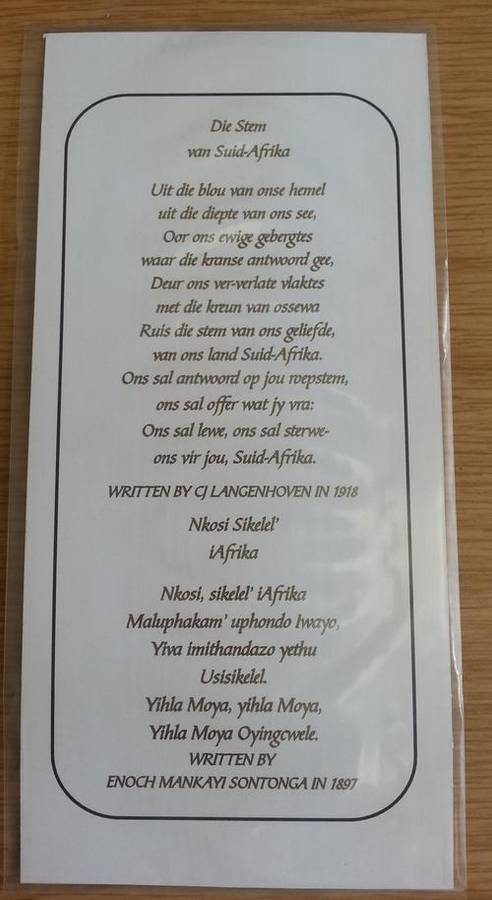 Die Stem
van Suid-Afrika
Uit die blou van onse hemel
uit die diepte van ons see,
Oor ons ewige gebergtes
waar die kranse antwoord gee,
Deur ons ver-verlate vlaktes
met die kreun van ossewa
Ruis die stem van ons geliefde,
van ons land Suid-Afrika.
Ons sal antwoord op jou roepstem,
ons sal offer wat jy vra:
Ons sal lewe, ons sal sterwe-
ons vir jou, Suid-Afrika.
WRITTEN BY CJ LANGENHOVEN IN 1918
Nkosi Sikelel'
iAfrika
Nkosi, sikelel' iAfrika
Maluphakam' uphondo lwayo,
Yiva imithandazo yethu
Usisikelel.
Yihla Moya, yihla Moya,
Yihla Moya Oyingcwele.
WRITTEN BY
ENOCH MANKAYI SONTONGA IN 1897